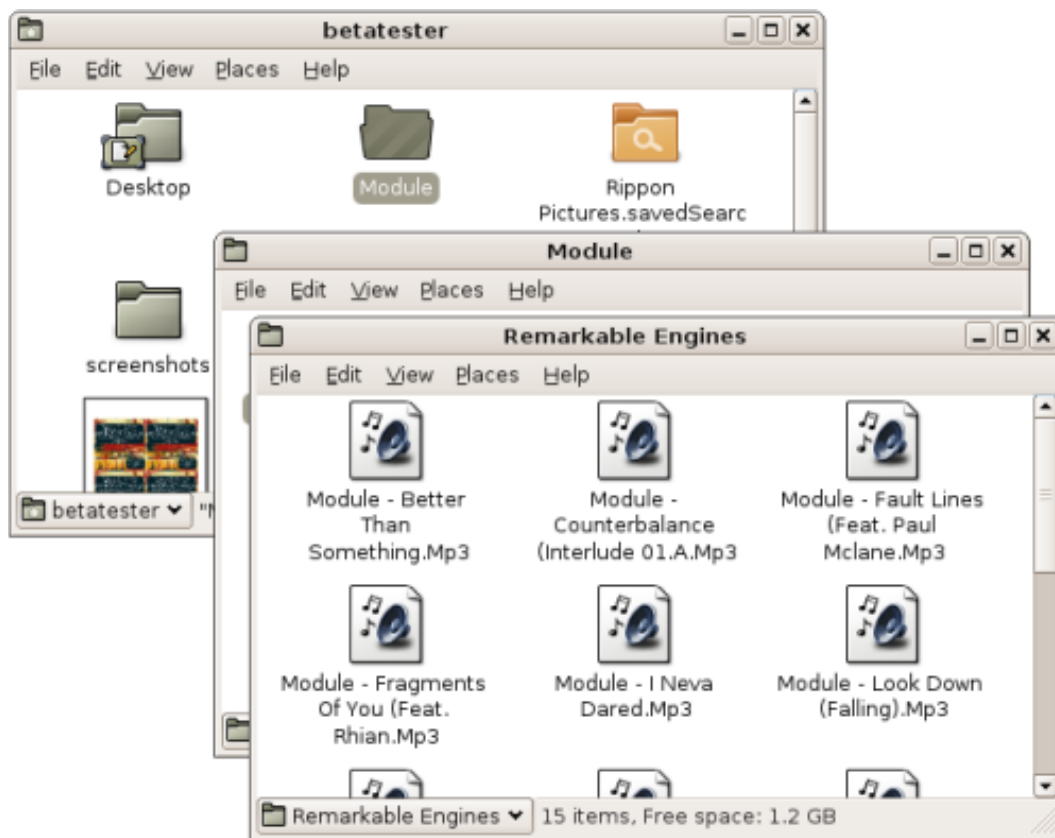 betatester
File Edit View Places Help
Desktop
Module
Rippon
Pictures.savedSearc
screenshots
betatester
Module
File Edit View Places Help
Remarkable Engines
File Edit View Places Help
Module - Better
Than
Something.Mp3
Module -
Counterbalance
(Interlude 01.A.Mp3
Module - Fault Lines
(Feat. Paul
Mclane.Mp3
Module - Fragments
Of You (Feat.
Rhian.Mp3
Module - I Neva
Dared.Mp3
Module - Look Down
(Falling).Mp3
Remarkable Engines 15 items, Free space: 1.2 GB